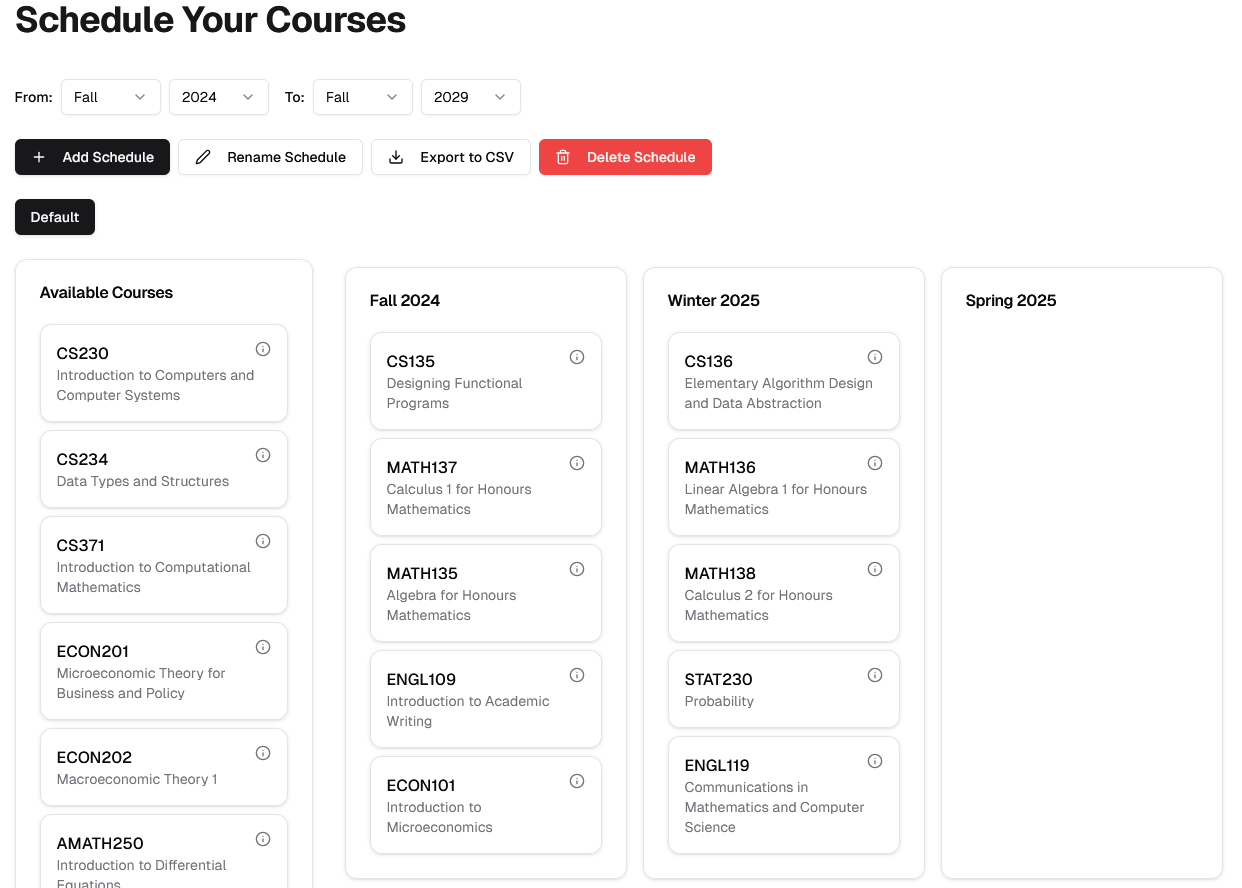 Schedule Your Courses
From: Fall 2024 To: Fall 2029
Add Schedule Rename Schedule Export to CSV Delete Schedule
Default
Available Courses
CS230
Introduction to Computers and
Computer Systems
CS234
Data Types and Structures
CS371
Introduction to Computational
Mathematics
ECON201
Microeconomic Theory for
Business and Policy
ECON202
Macroeconomic Theory 1
AMATH250
Introduction to Differential
Equations
Fall 2024
CS135
Designing Functional
Programs
MATH137
Calculus 1 for Honours
Mathematics
MATH135
Algebra for Honours
Mathematics
ENGL109
Introduction to Academic
Writing
ECON101
Introduction to
Microeconomics
Winter 2025
CS136
Elementary Algorithm Design
and Data Abstraction
MATH136
Linear Algebra 1 for Honours
Mathematics
MATH138
Calculus 2 for Honours
Mathematics
STAT230
Probability
ENGL119
Communications in
Mathematics and Computer
Science
Spring 2025